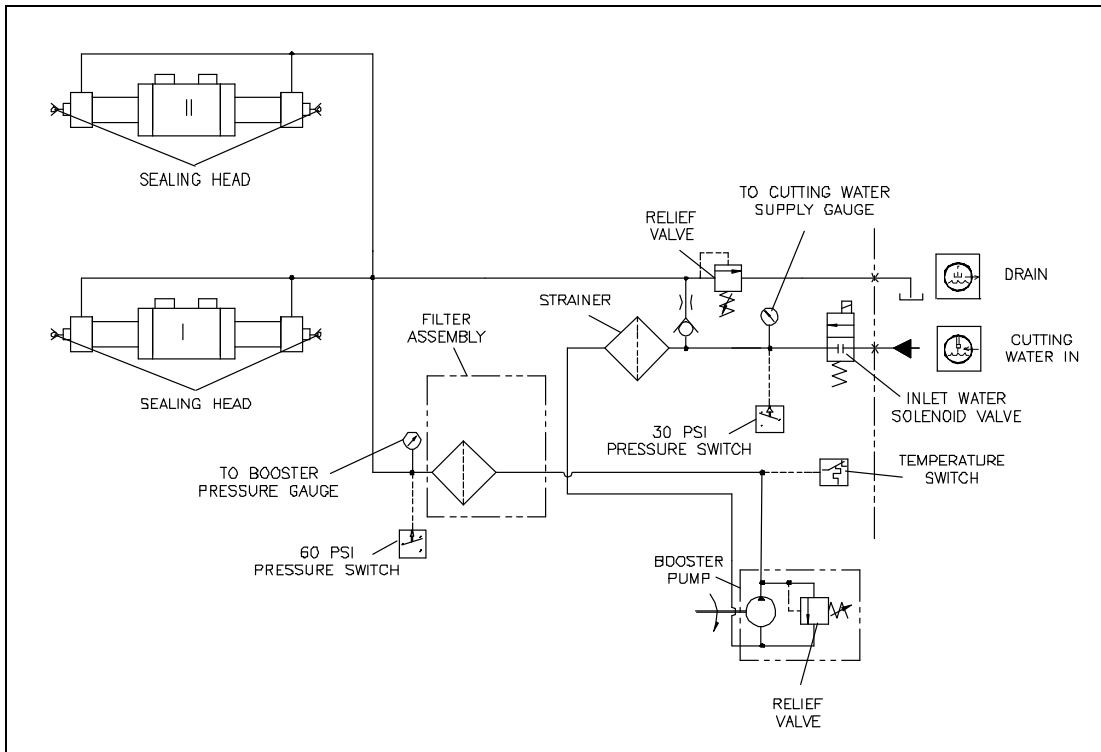 II
SEALING HEAD
TO CUTTING WATER
SUPPLY GAUGE
RELIEF
VALVE
DRAIN
STRAINER
I
FILTER
ASSEMBLY
CUTTING
WATER IN
SEALING HEAD
INLET WATER
SOLENOID VALVE
30 PSI
PRESSURE SWITCH
TO BOOSTER
PRESSURE GAUGE
TEMPERATURE
SWITCH
60 PSI
PRESSURE SWITCH
BOOSTER
PUMP
RELIEF
VALVE